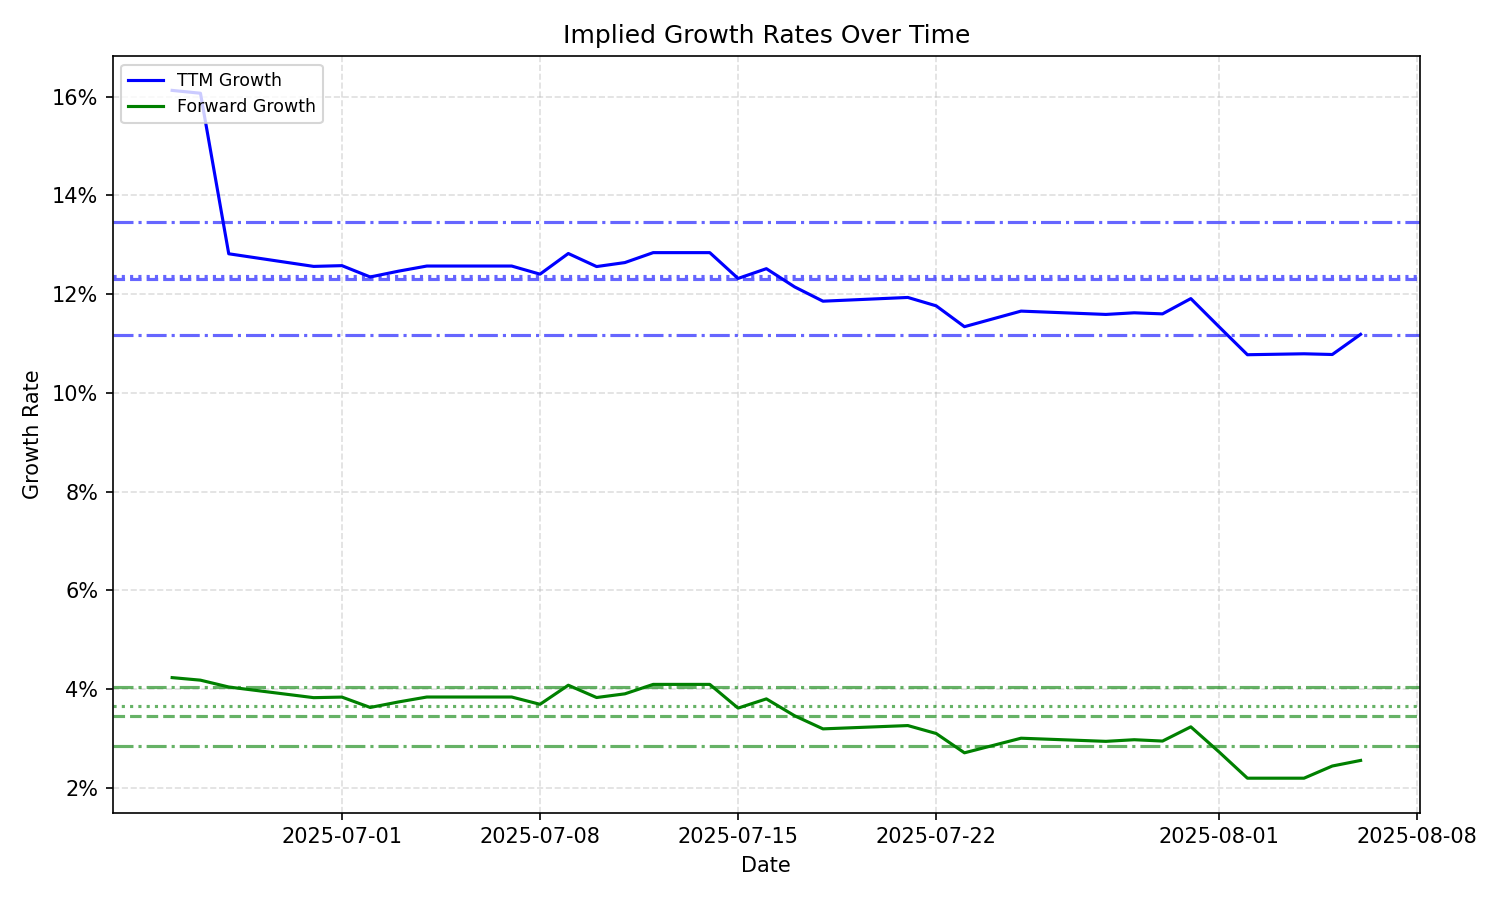 Implied Growth Rates Over Time
TTM Growth
Forward Growth
16%
14%
12%
10%
8%
6%
4%
2%
Growth Rate
2025-07-01
2025-07-08
2025-07-15
2025-07-22
2025-08-01
2025-08-08
Date